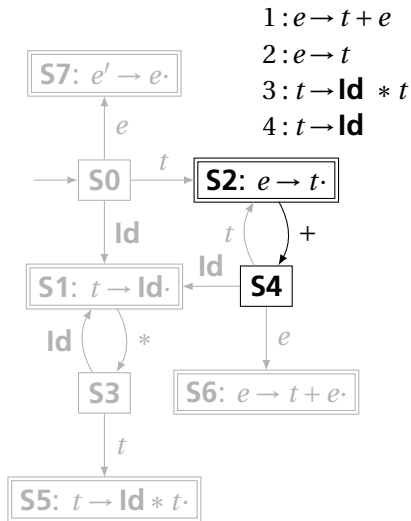 1 : e → t + e
2 : e → t
3 : t → Id * t
4 : t → Id
S7: e′ → e·
e
t
S0
S2: e → t·
Id
t
+
Id
S1: t → Id·
S4
Id
*
e
S3
S6: e → t + e·
t
S5: t → Id * t·